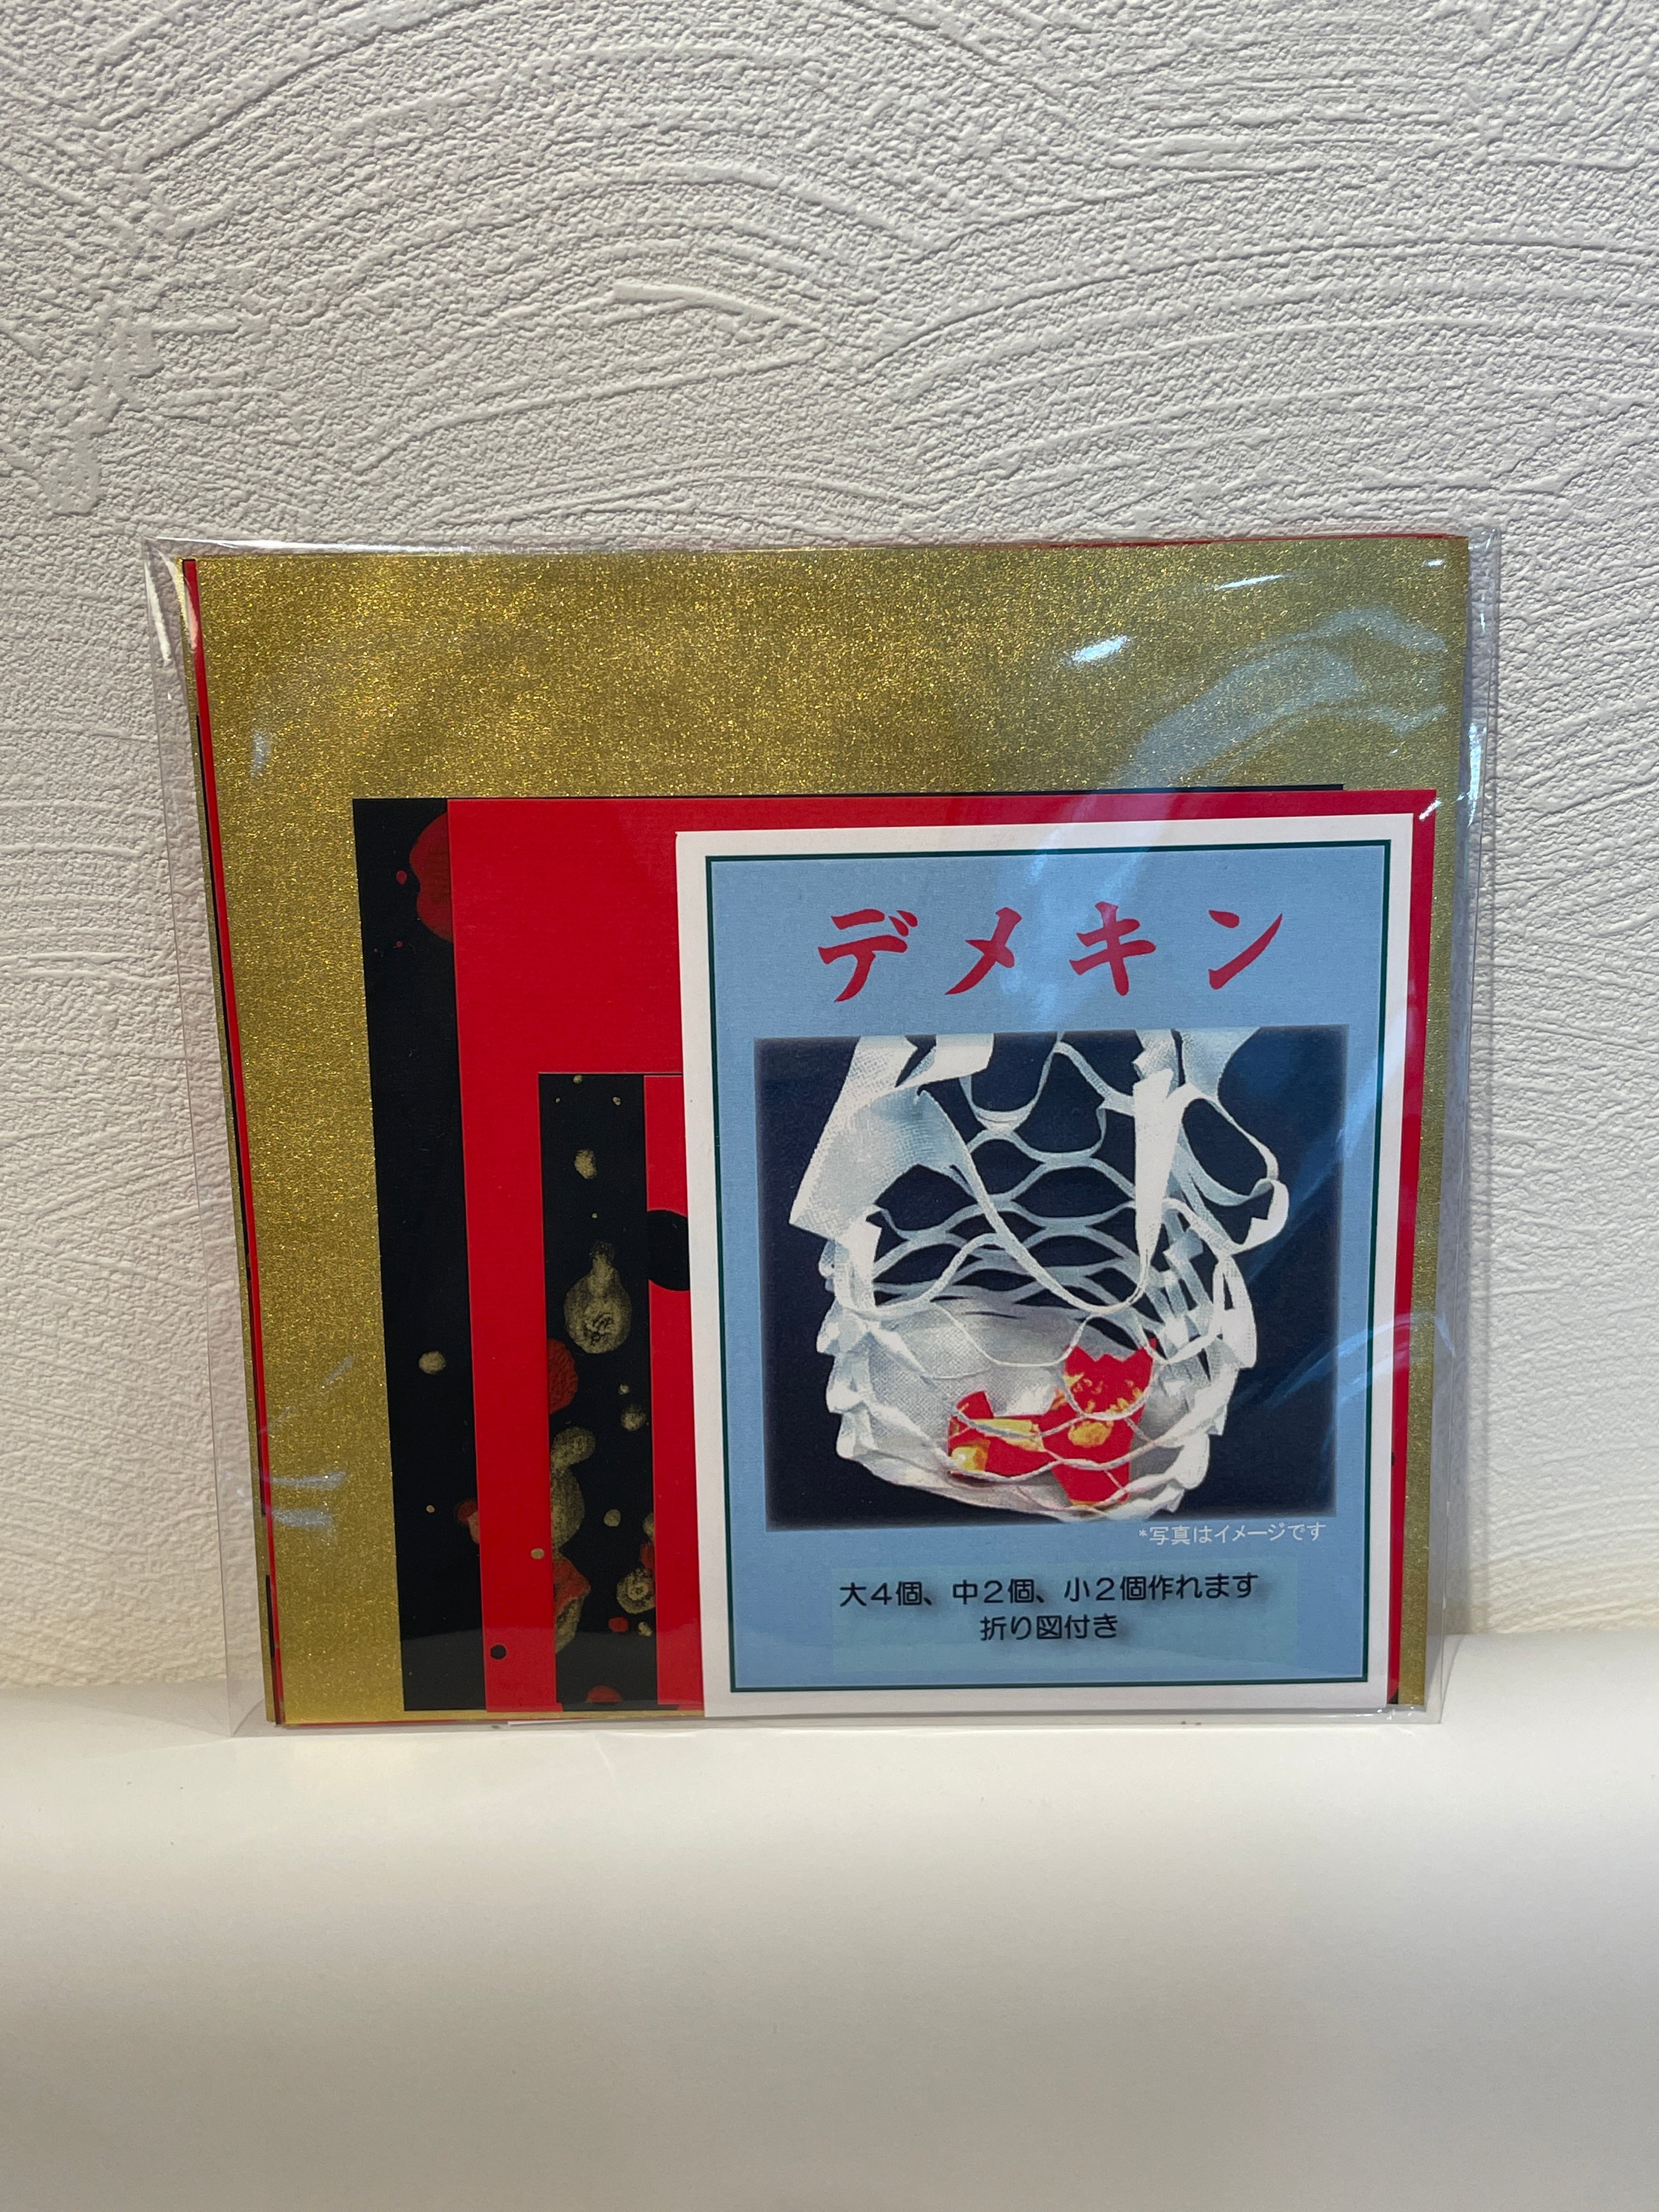 デメキン
*写真はイメージです
大4個、中2個、小2個作れます
折り図付き